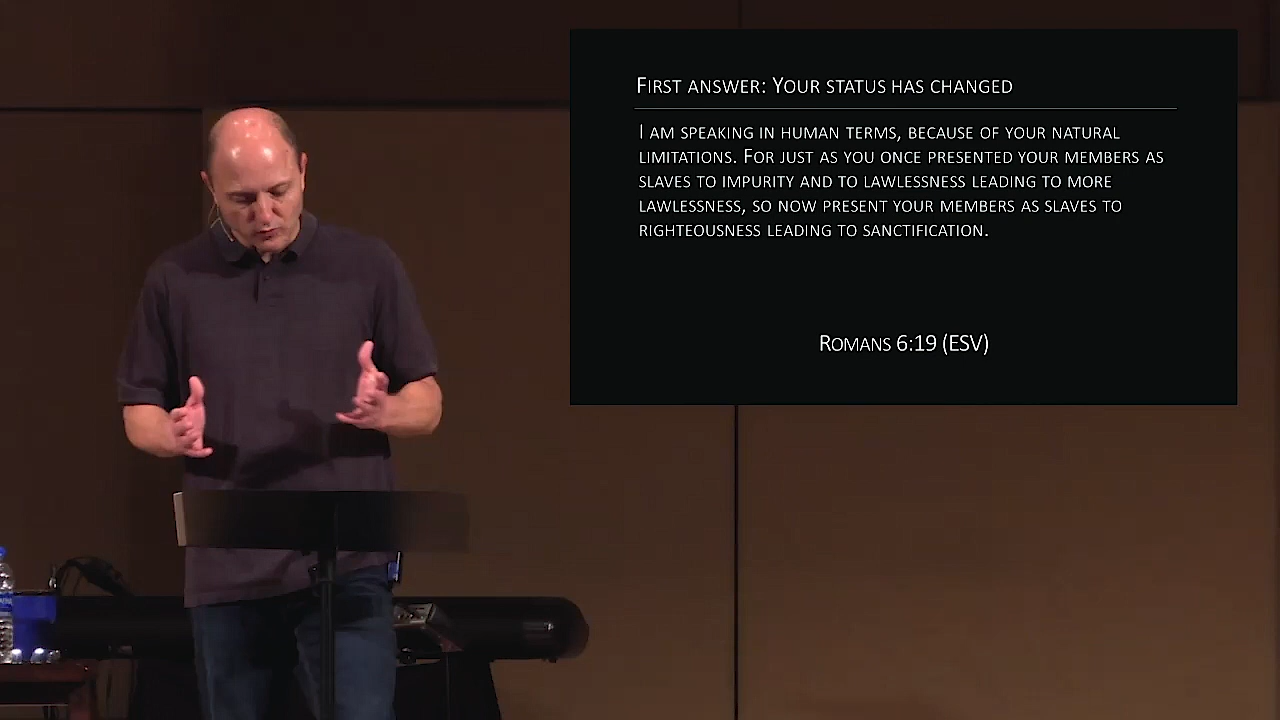 First answer: Your status has changed
I am speaking in human terms, because of your natural
limitations. For just as you once presented your members as
slaves to impurity and to lawlessness leading to more
lawlessness, so now present your members as slaves to
righteousness leading to sanctification.
Romans 6:19 (ESV)